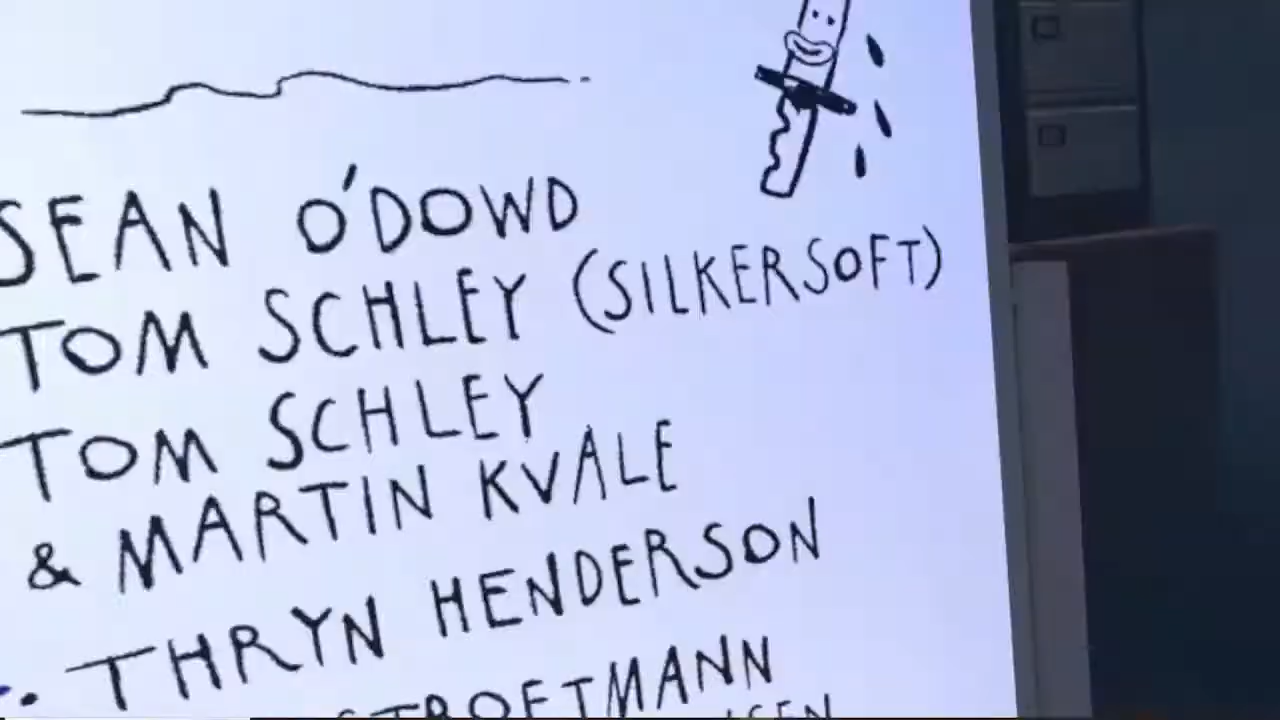 SEAN O'DOWD
TOM SCHLEY (SILKERSOFT)
TOM SCHLEY
& MARTIN KVALE
THRYN HENDERSON